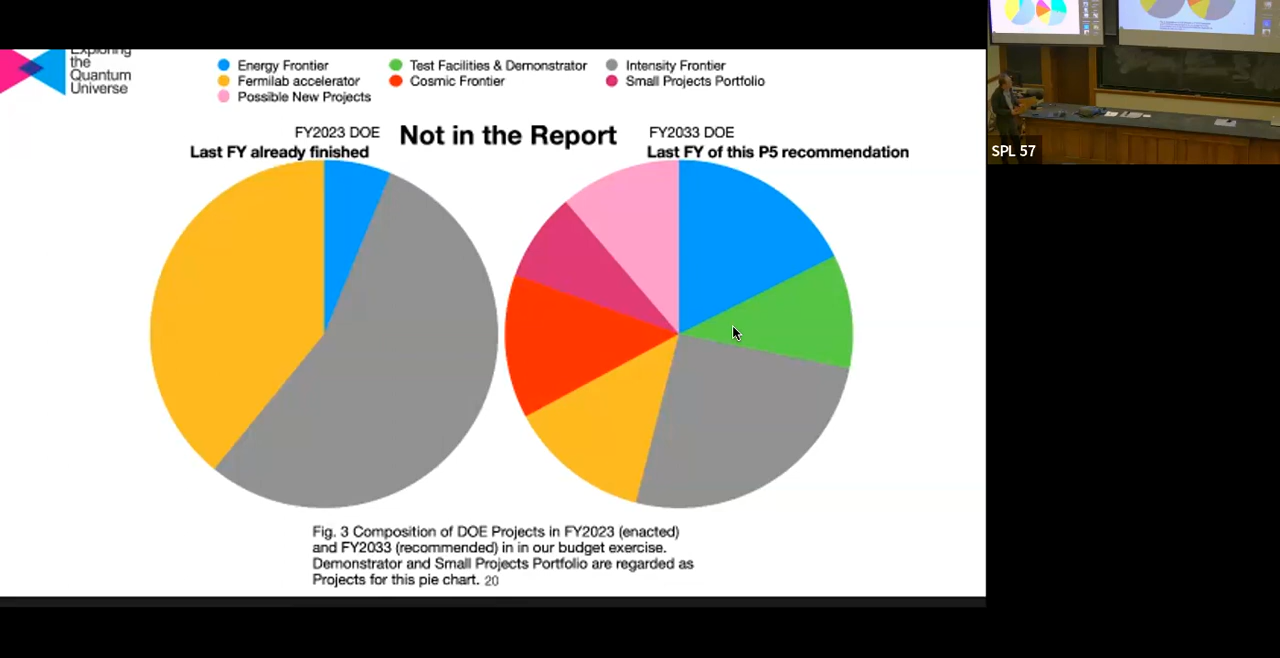 Exploring
the
Quantum
Universe
Energy Frontier
Test Facilities & Demonstrator
Intensity Frontier
Fermilab accelerator
Cosmic Frontier
Small Projects Portfolio
Possible New Projects
FY2023 DOE
Last FY already finished
Not in the Report
FY2033 DOE
Last FY of this P5 recommendation
Fig. 3 Composition of DOE Projects in FY2023 (enacted)
and FY2033 (recommended) in in our budget exercise.
Demonstrator and Small Projects Portfolio are regarded as
Projects for this pie chart. 20
SPL 57